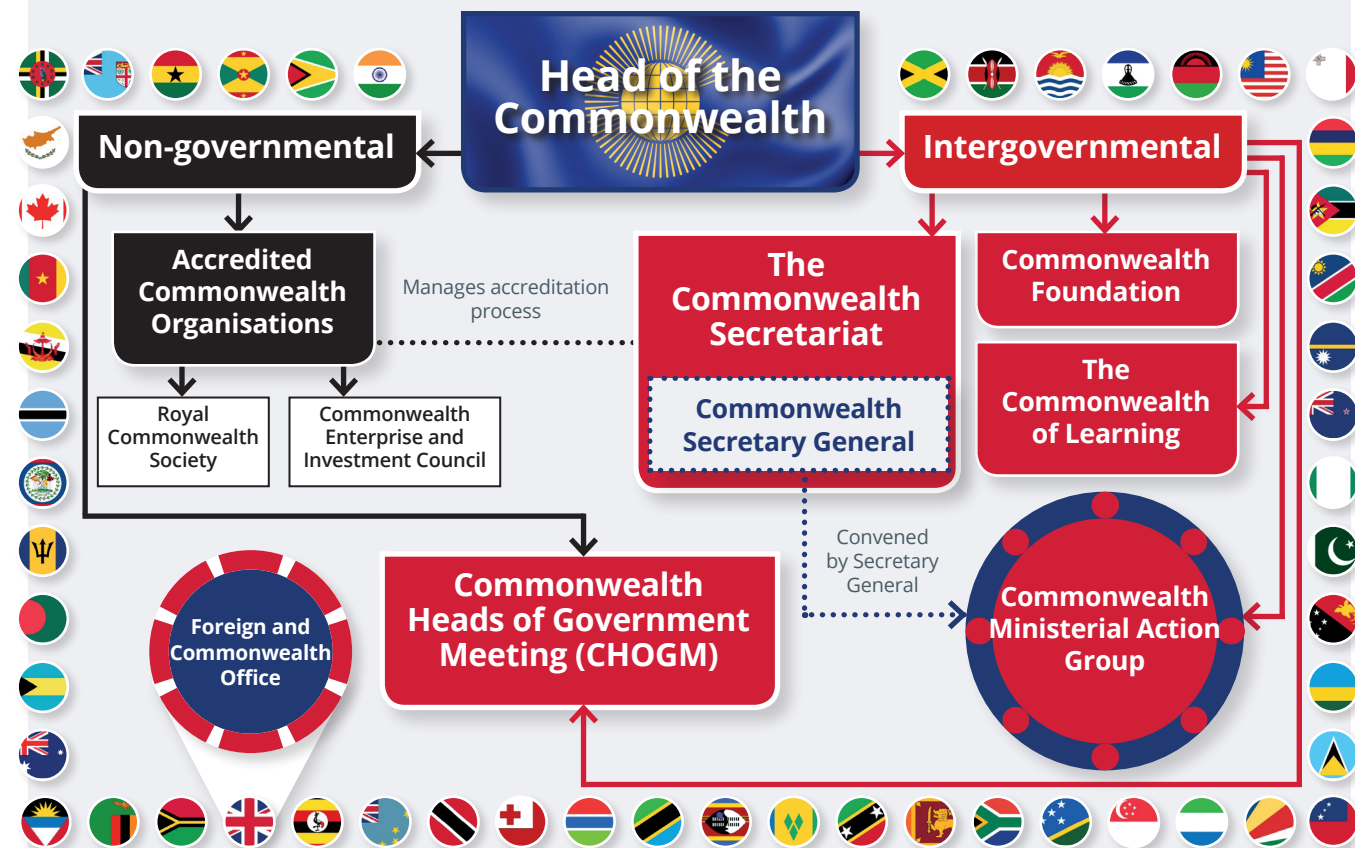 Head of the
Commonwealth
Non-governmental
Intergovernmental
Accredited
Commonwealth
Organisations
Manages accreditation
process
The
Commonwealth
Secretariat
Commonwealth
Secretary General
Commonwealth
Foundation
The
Commonwealth
of Learning
Royal
Commonwealth
Society
Commonwealth
Enterprise and
Investment Council
Convened
by Secretary
General
Foreign and
Commonwealth
Office
Commonwealth
Heads of Government
Meeting (CHOGM)
Commonwealth
Ministerial Action
Group